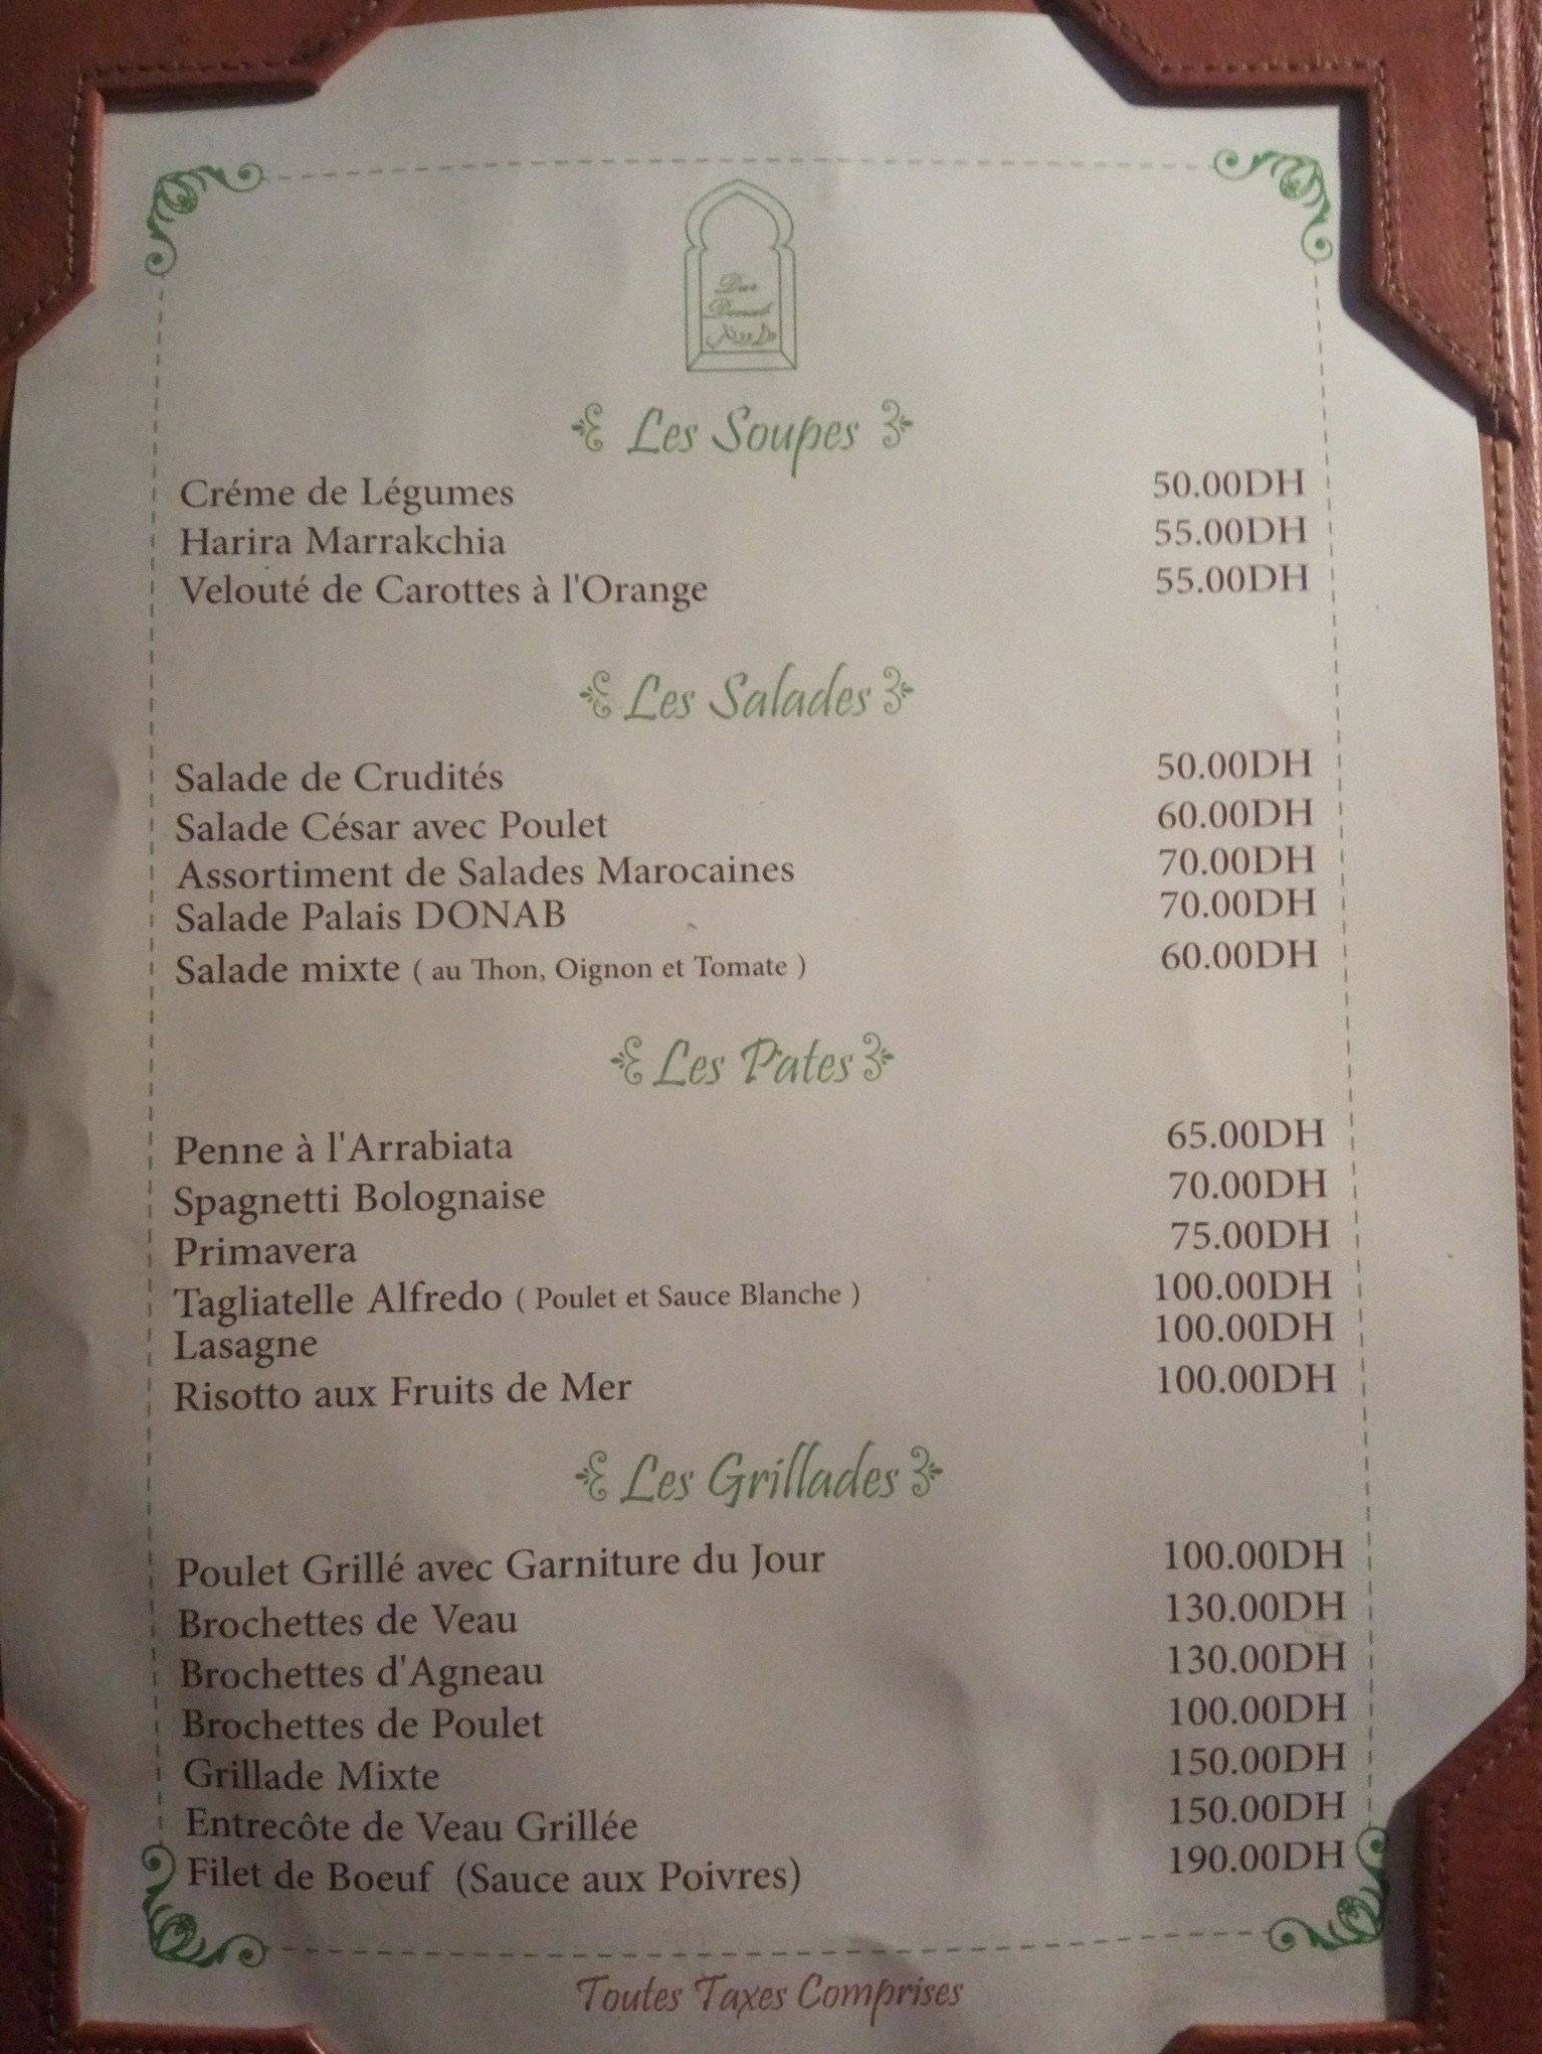 Dar
Les Soupes
Créme de Légumes 50.00DH
Harira Marrakchia 55.00DH
Velouté de Carottes à l'Orange 55.00DH
Les Salades
Salade de Crudités 50.00DH
Salade César avec Poulet 60.00DH
Assortiment de Salades Marocaines 70.00DH
Salade Palais DONAB 70.00DH
Salade mixte ( au Thon, Oignon et Tomate ) 60.00DH
Les Pates
Penne à l'Arrabiata 65.00DH
Spagnetti Bolognaise 70.00DH
Primavera 75.00DH
Tagliatelle Alfredo ( Poulet et Sauce Blanche ) 100.00DH
Lasagne 100.00DH
Risotto aux Fruits de Mer 100.00DH
Les Grillades
Poulet Grillé avec Garniture du Jour 100.00DH
Brochettes de Veau 130.00DH
Brochettes d'Agneau 130.00DH
Brochettes de Poulet 100.00DH
Grillade Mixte 150.00DH
Entrecôte de Veau Grillée 150.00DH
Filet de Boeuf (Sauce aux Poivres) 190.00DH
Toutes Taxes Comprises